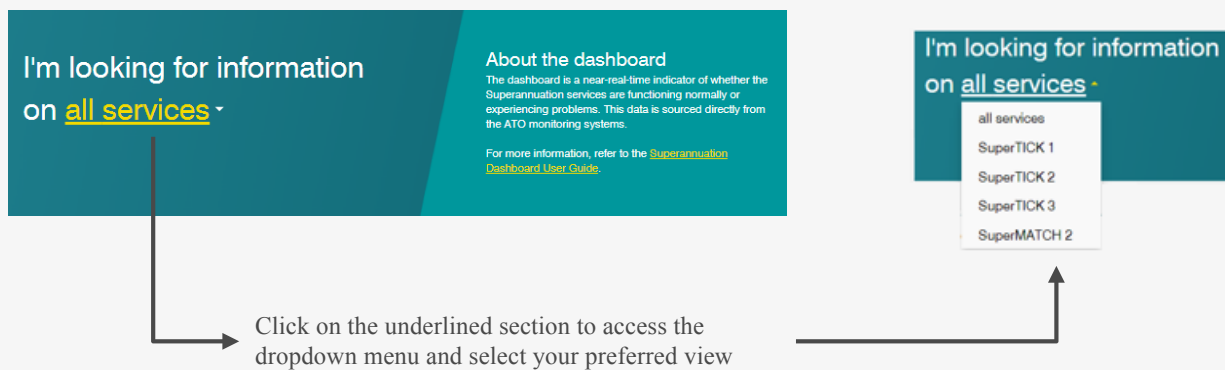 I'm looking for information
on all services
About the dashboard
The dashboard is a near-real-time indicator of whether the
Superannuation services are functioning normally or
experiencing problems. This data is sourced directly from
the ATO monitoring systems.
For more information, refer to the Superannuation
Dashboard User Guide.
I'm looking for information
on all services
all services
SuperTICK 1
SuperTICK 2
SuperTICK 3
SuperMATCH 2
Click on the underlined section to access the
dropdown menu and select your preferred view